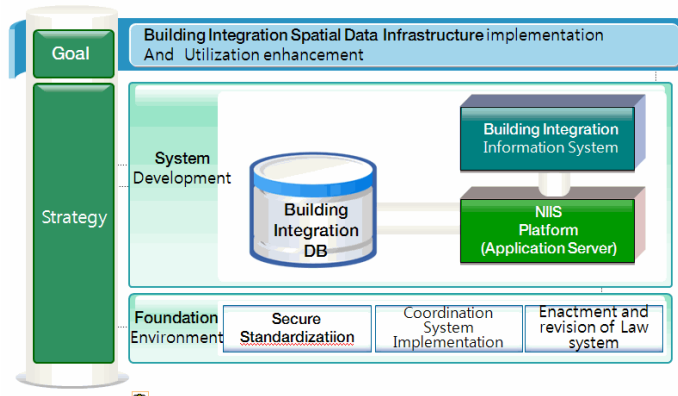 Goal
Building Integration Spatial Data Infrastructure implementation
And Utilization enhancement
Strategy
System
Development
Building
Integration
DB
Building Integration
Information System
NIIS
Platform
(Application Server)
Foundation
Environment
Secure
Standardizatiion
Coordination
System
Implementation
Enactment and
revision of Law
system